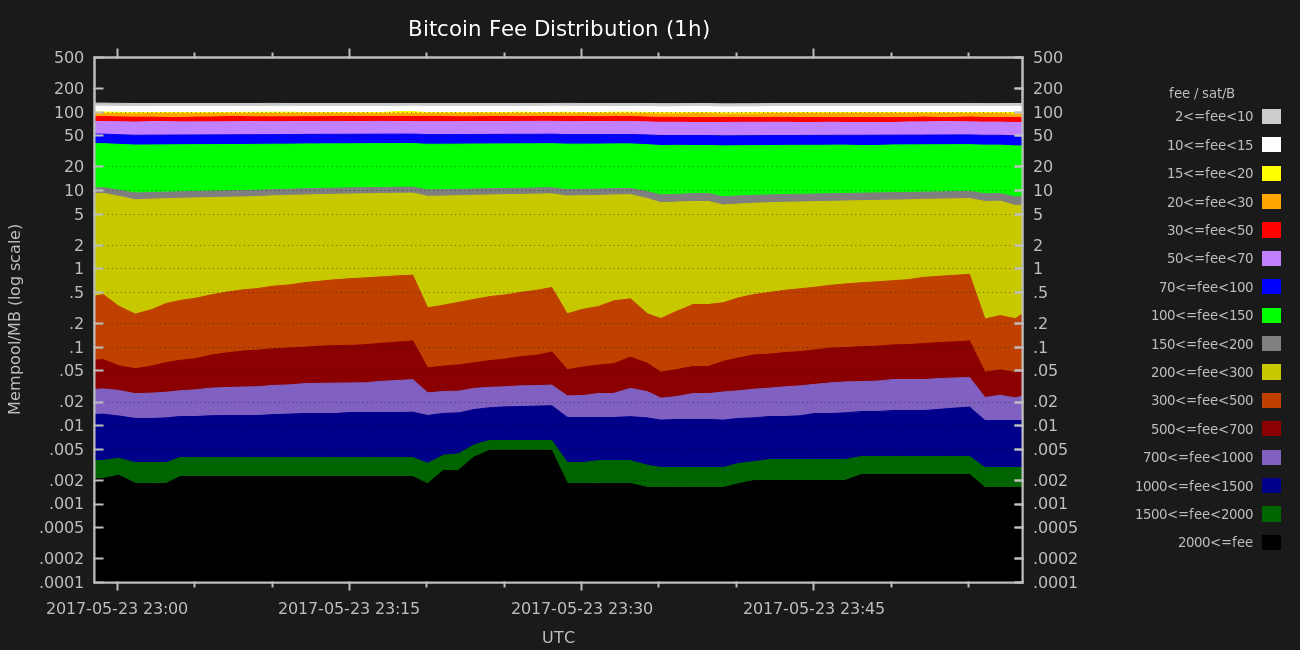 Bitcoin Fee Distribution (1h)
Mempool/MB (log scale)
500
200
100
50
20
10
5
2
1
.5
.2
.1
.05
.02
.01
.005
.002
.001
.0005
.0002
.0001
500
200
100
50
20
10
5
2
1
.5
.2
.1
.05
.02
.01
.005
.002
.001
.0005
.0002
.0001
2017-05-23 23:00 2017-05-23 23:15 2017-05-23 23:30 2017-05-23 23:45
UTC
fee / sat/B
2<=fee<10
10<=fee<15
15<=fee<20
20<=fee<30
30<=fee<50
50<=fee<70
70<=fee<100
100<=fee<150
150<=fee<200
200<=fee<300
300<=fee<500
500<=fee<700
700<=fee<1000
1000<=fee<1500
1500<=fee<2000
2000<=fee